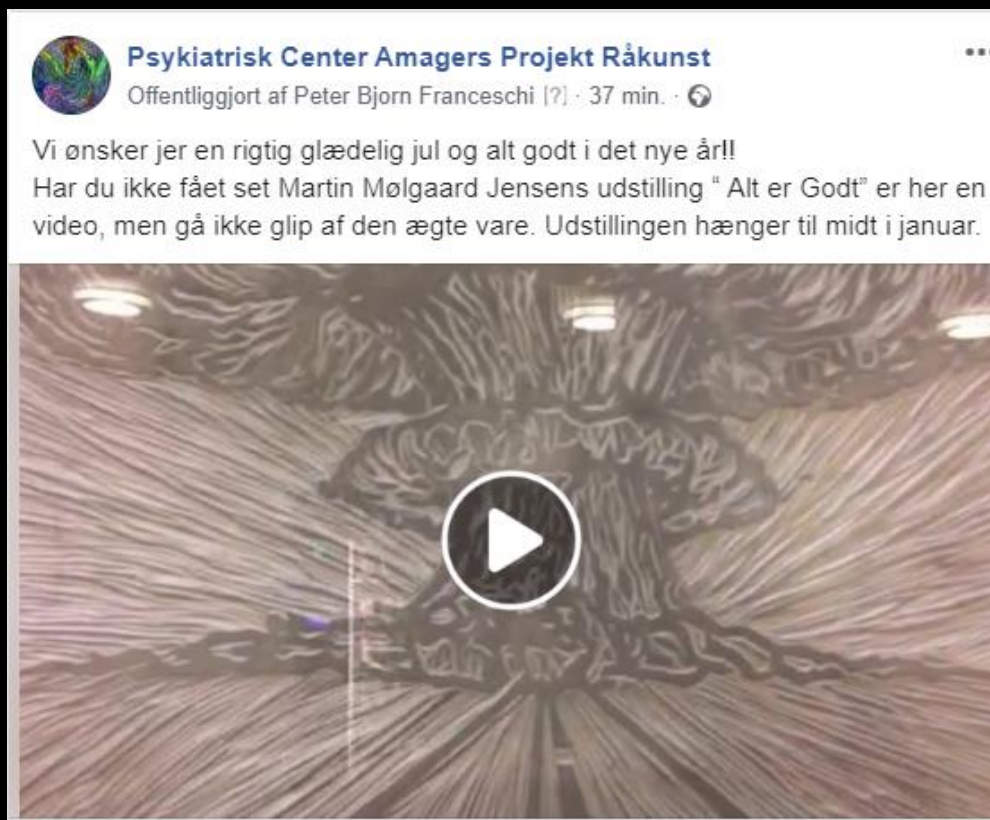 Psykiatrisk Center Amagers Projekt Råkunst
Offentliggjort af Peter Bjorn Franceschi [?] · 37 min. ·
Vi ønsker jer en rigtig glædelig jul og alt godt i det nye år!!
Har du ikke fået set Martin Mølgaard Jensens udstilling “ Alt er Godt” er her en
video, men gå ikke glip af den ægte vare. Udstillingen hænger til midt i januar.